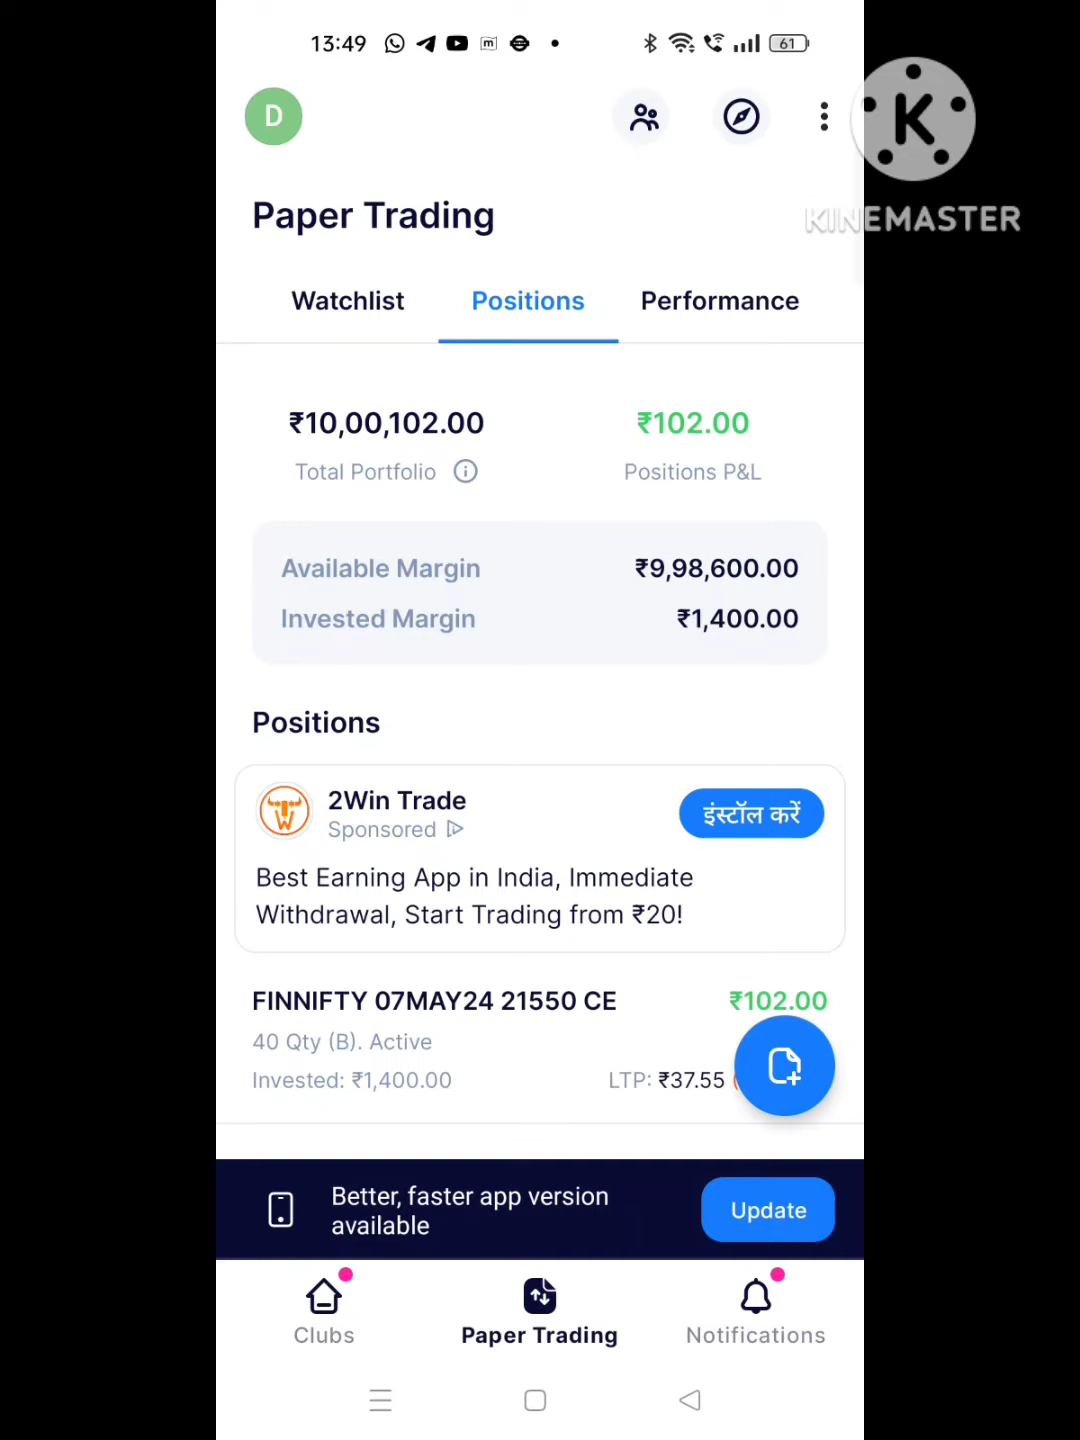 13:49
61
D
K
KINEMASTER
Paper Trading
Watchlist Positions Performance
₹10,00,102.00 ₹102.00
Total Portfolio Positions P&L
Available Margin ₹9,98,600.00
Invested Margin ₹1,400.00
Positions
2Win Trade
Sponsored
इंस्टॉल करें
Best Earning App in India, Immediate
Withdrawal, Start Trading from ₹20!
FINNIFTY 07MAY24 21550 CE ₹102.00
40 Qty (B). Active
Invested: ₹1,400.00 LTP: ₹37.55 (
Better, faster app version
available
Update
Clubs Paper Trading Notifications